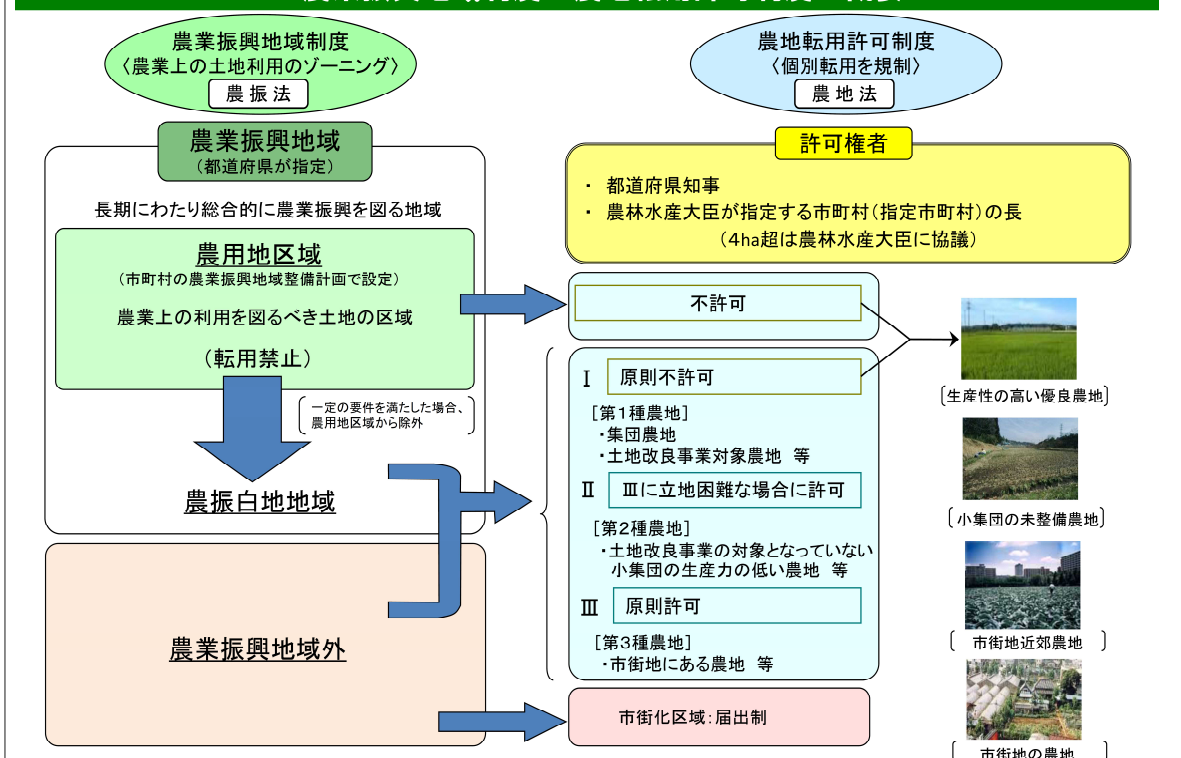 農業振興地域制度
〈農業上の土地利用のゾーニング〉
農振法
農業振興地域
（都道府県が指定）
長期にわたり総合的に農業振興を図る地域
農用地区域
（市町村の農業振興地域整備計画で設定）
農業上の利用を図るべき土地の区域
（転用禁止）
一定の要件を満たした場合、
農用地区域から除外
農振白地地域
農業振興地域外
農地転用許可制度
〈個別転用を規制〉
農地法
許可権者
・ 都道府県知事
・ 農林水産大臣が指定する市町村（指定市町村）の長
（４ha超は農林水産大臣に協議）
不許可
Ⅰ 原則不許可
［第１種農地］
・集団農地
・土地改良事業対象農地 等
Ⅱ Ⅲに立地困難な場合に許可
［第２種農地］
・土地改良事業の対象となっていない
小集団の生産力の低い農地 等
Ⅲ 原則許可
［第３種農地］
・市街地にある農地 等
市街化区域：届出制
〔生産性の高い優良農地〕
〔小集団の未整備農地〕
〔 市街地近郊農地 〕
〔 市街地の農地 〕